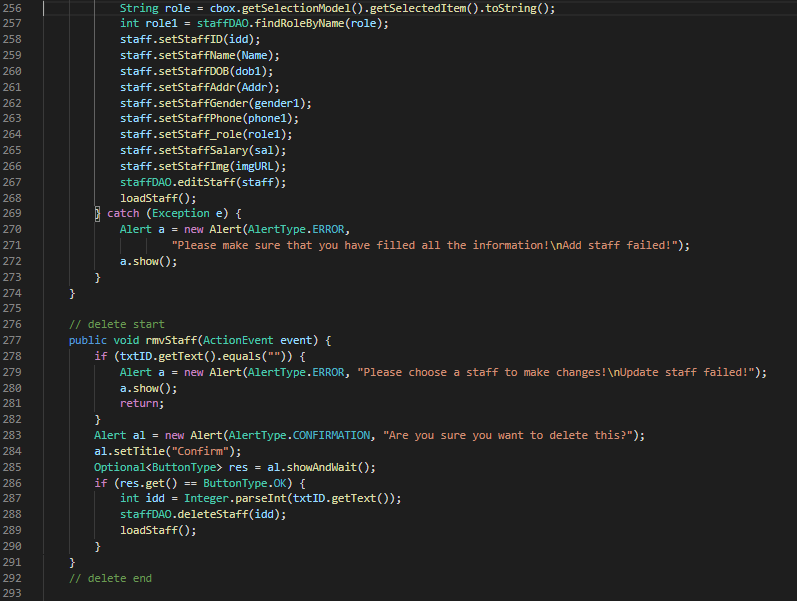 256 String role = cbox.getSelectionModel().getSelectedItem().toString();
257 int role1 = staffDAO.findRoleByName(role);
258 staff.setStaffID(idd);
259 staff.setStaffName(Name);
260 staff.setStaffDOB(dob1);
261 staff.setStaffAddr(Addr);
262 staff.setStaffGender(gender1);
263 staff.setStaffPhone(phone1);
264 staff.setStaff_role(role1);
265 staff.setStaffSalary(sal);
266 staff.setStaffImg(imgURL);
267 staffDAO.editStaff(staff);
268 loadStaff();
269 } catch (Exception e) {
270 Alert a = new Alert(AlertType.ERROR,
271 "Please make sure that you have filled all the information!\nAdd staff failed!");
272 a.show();
273 }
274 }
275
276 // delete start
277 public void rmvStaff(ActionEvent event) {
278 if (txtID.getText().equals("")) {
279 Alert a = new Alert(AlertType.ERROR, "Please choose a staff to make changes!\nUpdate staff failed!");
280 a.show();
281 return;
282 }
283 Alert al = new Alert(AlertType.CONFIRMATION, "Are you sure you want to delete this?");
284 al.setTitle("Confirm");
285 Optional<ButtonType> res = al.showAndWait();
286 if (res.get() == ButtonType.OK) {
287 int idd = Integer.parseInt(txtID.getText());
288 staffDAO.deleteStaff(idd);
289 loadStaff();
290 }
291 }
292 // delete end
293